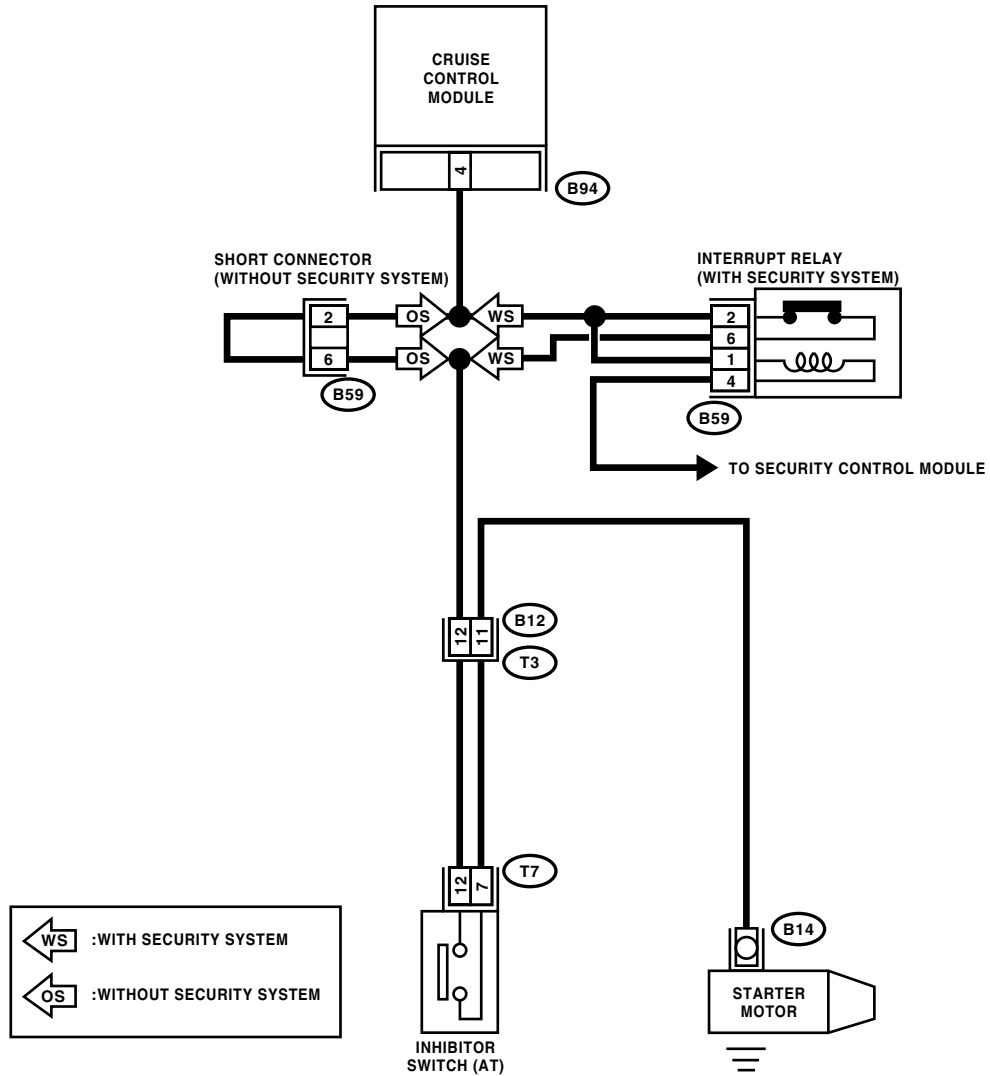 CRUISE
CONTROL
MODULE
4
B94
SHORT CONNECTOR
(WITHOUT SECURITY SYSTEM)
INTERRUPT RELAY
(WITH SECURITY SYSTEM)
2
OS
WS
2
6
6
OS
WS
1
4
B59
B59
TO SECURITY CONTROL MODULE
12
11
B12
T3
12
7
T7
WS :WITH SECURITY SYSTEM
OS :WITHOUT SECURITY SYSTEM
B14
STARTER
MOTOR
INHIBITOR
SWITCH (AT)